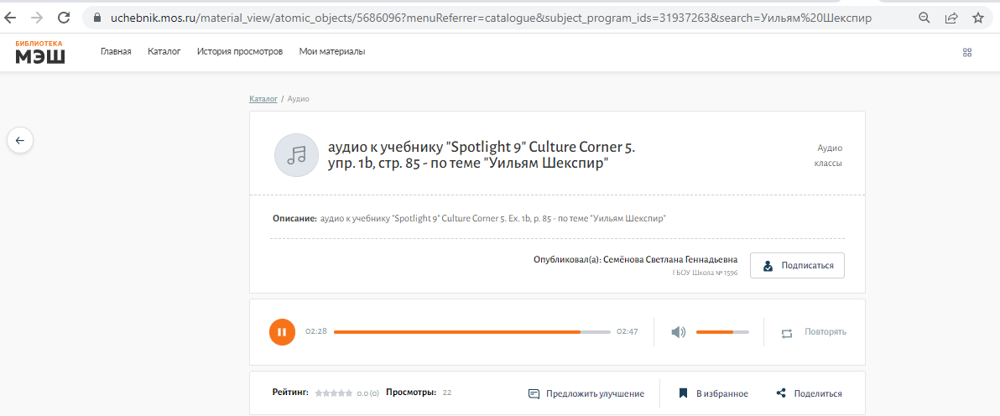 uchebnik.mos.ru/material_view/atomic_objects/5686096?menuReferrer=catalogue&subject_program_ids=31937263&search=Уильям%20Шекспир
БИБЛИОТЕКА
МЭШ
Главная Каталог История просмотров Мои материалы
Каталог / Аудио
аудио к учебнику "Spotlight 9" Culture Corner 5.
упр. 1b, стр. 85 - по теме "Уильям Шекспир"
Аудио
классы
Описание: аудио к учебнику "Spotlight 9" Culture Corner 5. Ex. 1b, p. 85 - по теме "Уильям Шекспир"
Опубликовал(а): Семёнова Светлана Геннадьевна
ГБОУ Школа № 1596
Подписаться
02:28 02:47 Повторять
Рейтинг: 0.0 (0) Просмотры: 22 Предложить улучшение В избранное Поделиться